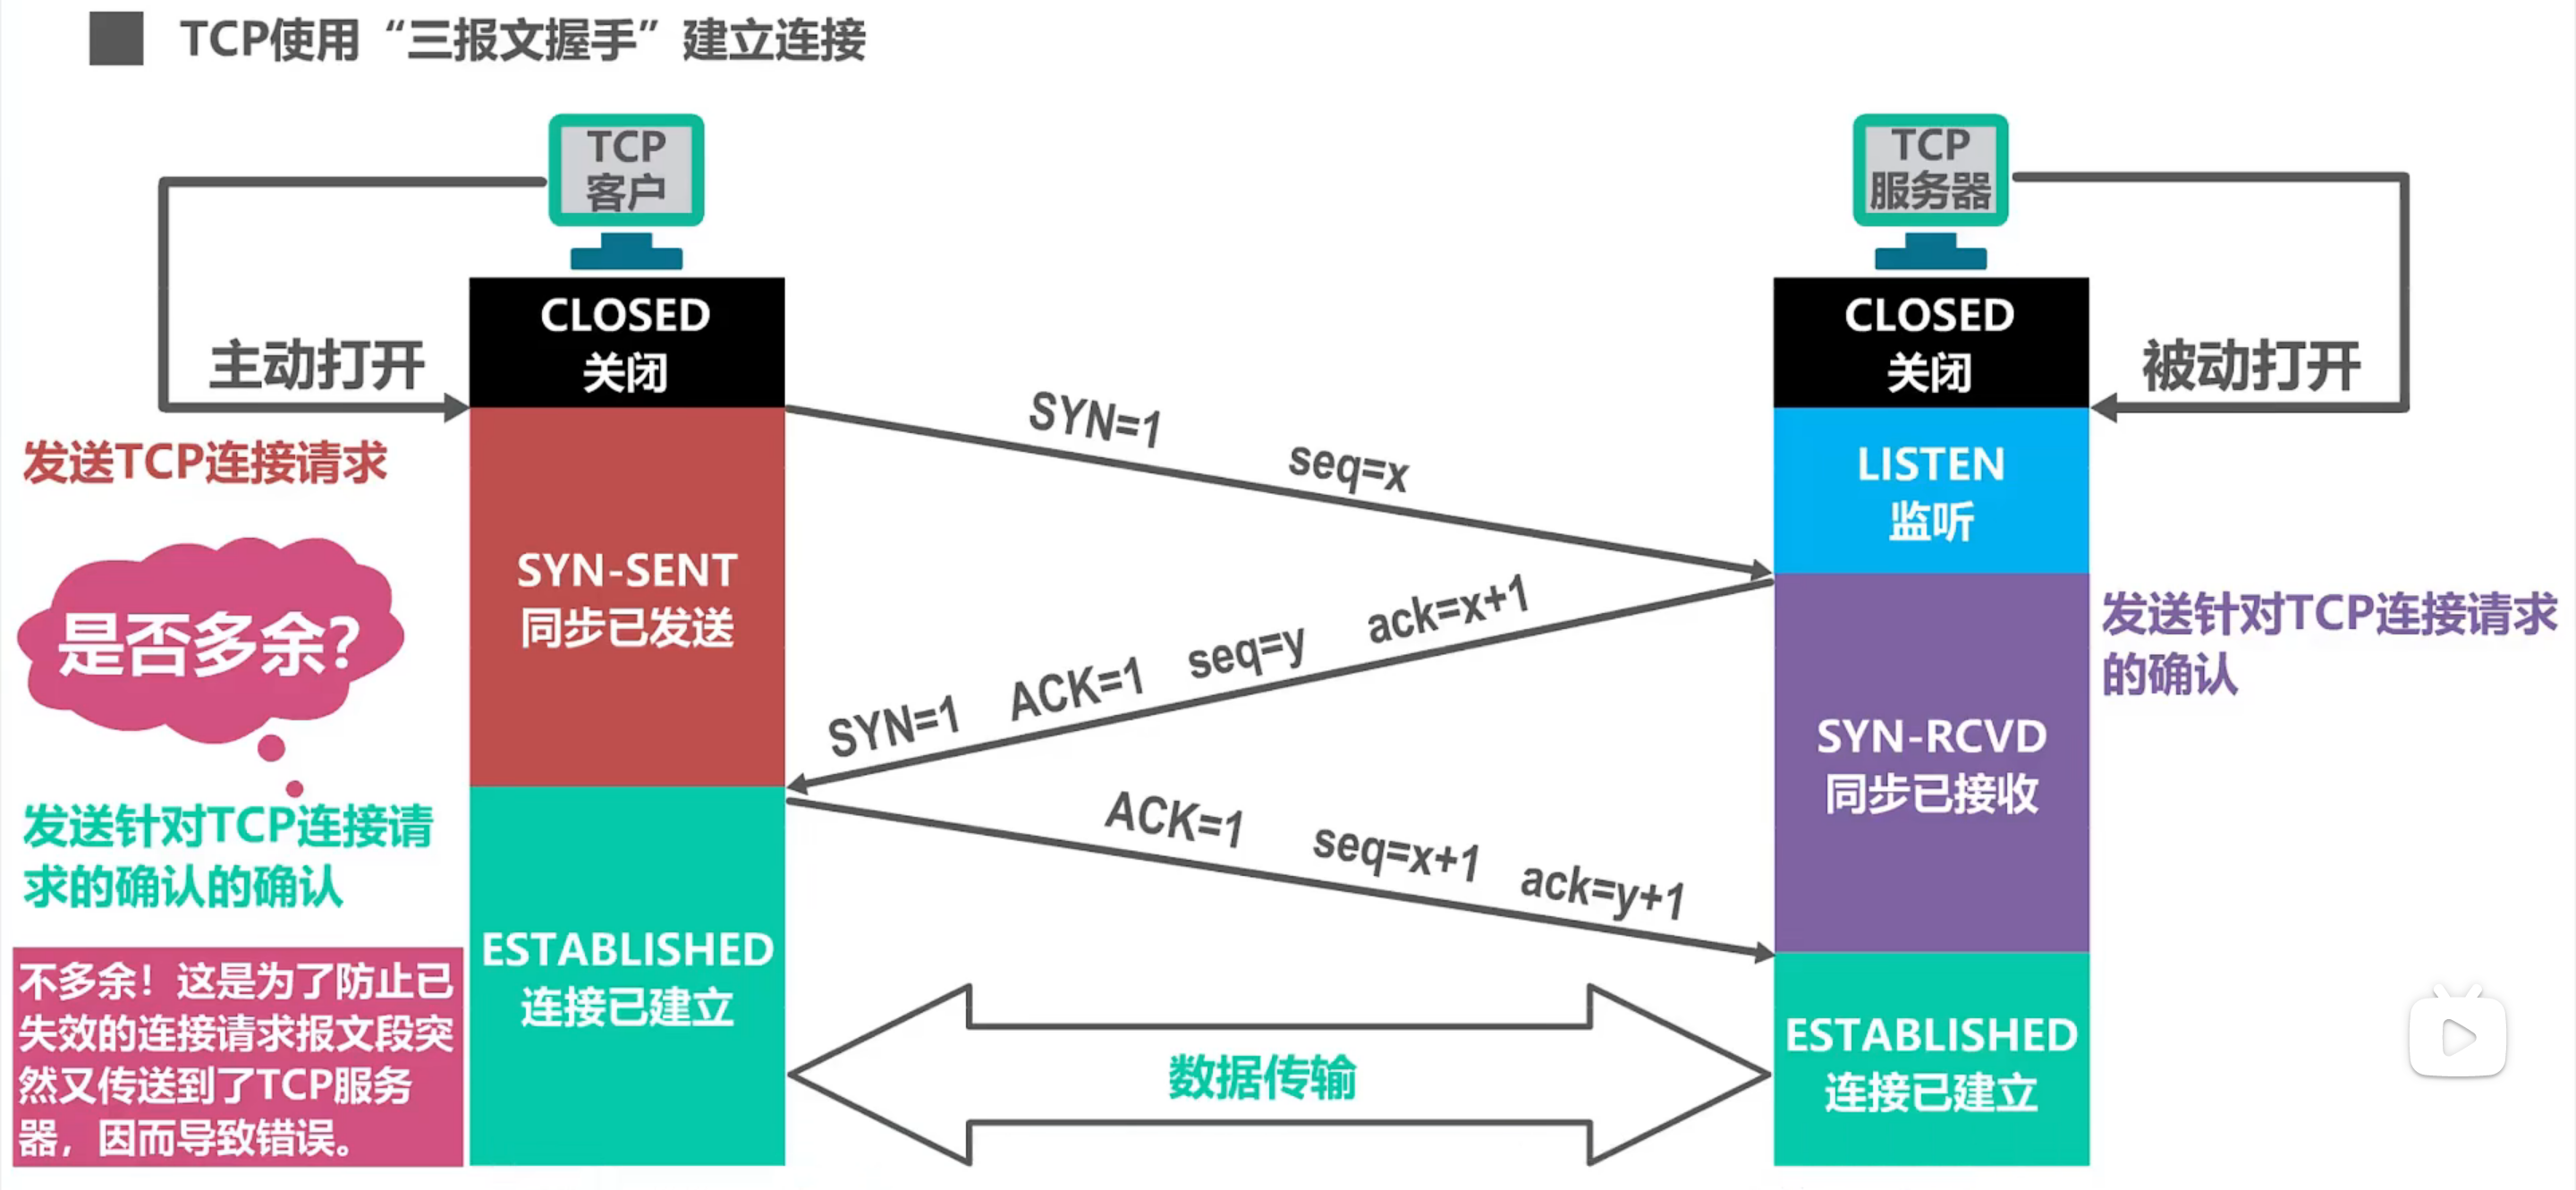 TCP使用“三报文握手”建立连接
TCP
客户
TCP
服务器
CLOSED
关闭
CLOSED
关闭
主动打开
被动打开
发送TCP连接请求
SYN=1 seq=x
LISTEN
监听
SYN-SENT
同步已发送
是否多余?
SYN=1 ACK=1 seq=y ack=x+1
发送针对TCP连接请求
的确认
SYN-RCVD
同步已接收
发送针对TCP连接请
求的确认的确认
ACK=1 seq=x+1 ack=y+1
ESTABLISHED
连接已建立
不多余！这是为了防止已
失效的连接请求报文段突
然又传送到了TCP服务
器，因而导致错误。
数据传输
ESTABLISHED
连接已建立